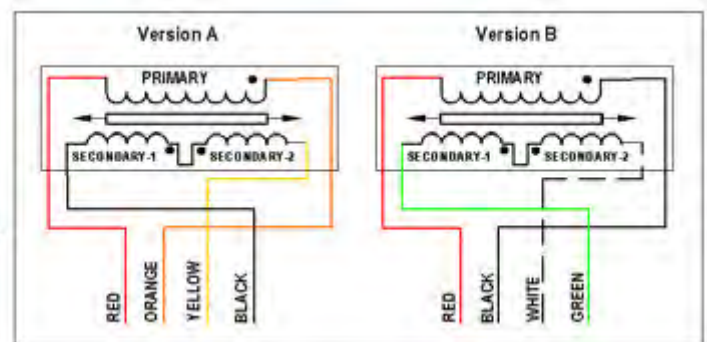 Version A
PRIMARY
SECONDARY-1
SECONDARY-2
RED
ORANGE
YELLOW
BLACK
Version B
PRIMARY
SECONDARY-1
SECONDARY-2
RED
BLACK
WHITE
GREEN